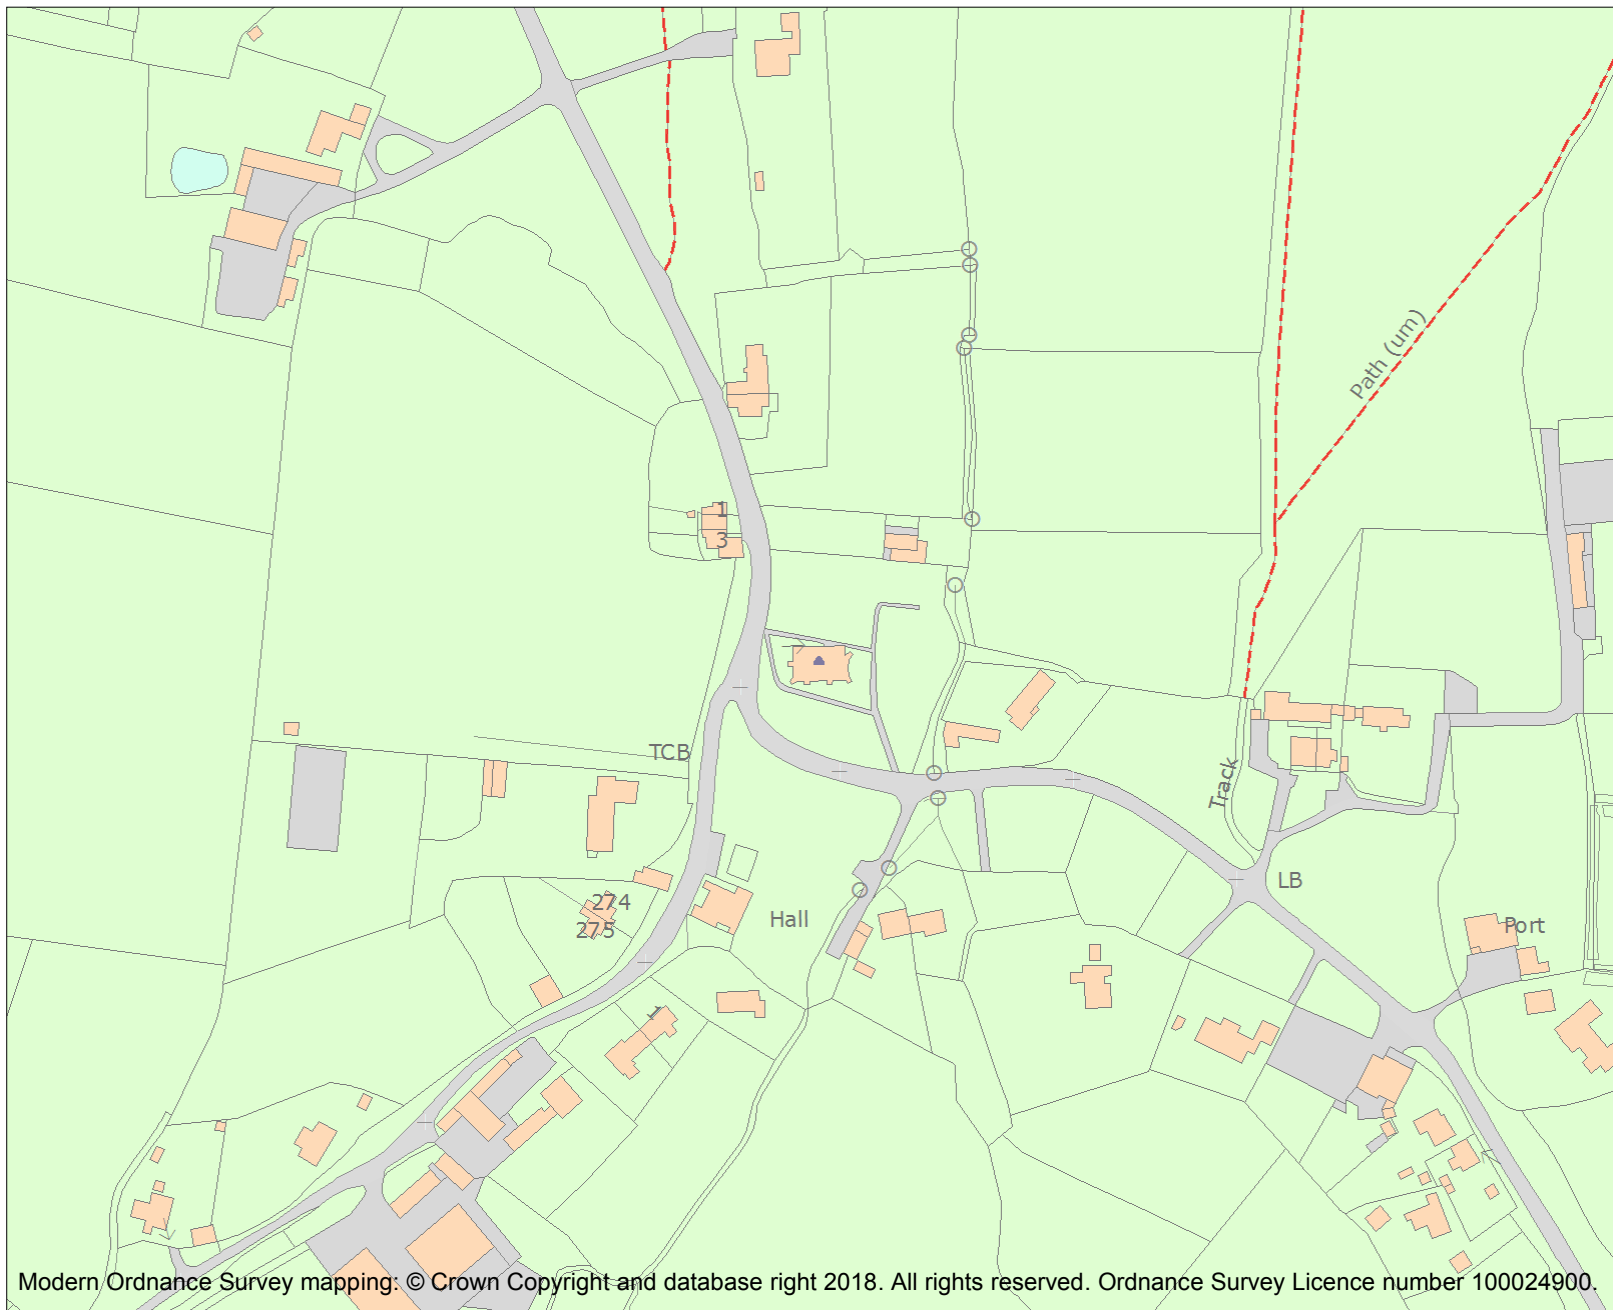 Path (um)
1
3
TCB
Track
274
275
Hall
LB
Port
1
Modern Ordnance Survey mapping: © Crown Copyright and database right 2018. All rights reserved. Ordnance Survey Licence number 100024900.